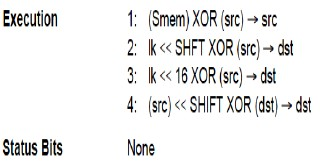 Execution 1: (Smem) XOR (src) → src
2: lk << SHFT XOR (src) → dst
3: lk << 16 XOR (src) → dst
4: (src) << SHIFT XOR (dst) → dst
Status Bits None